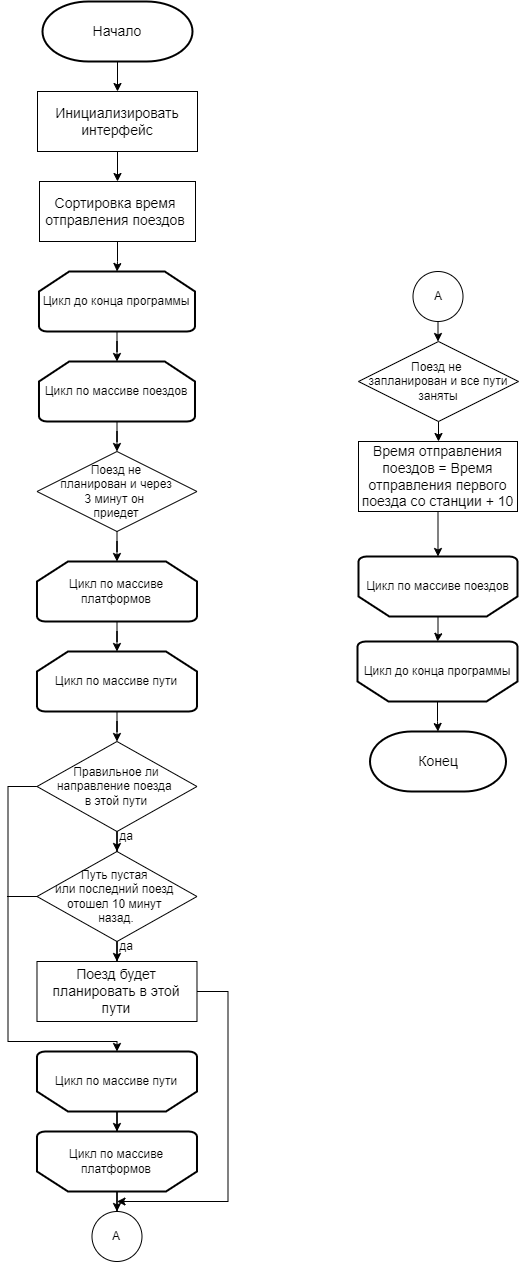 Начало
Инициализировать
интерфейс
Сортировка время
отправления поездов
Цикл до конца программы
Цикл по массиве поездов
Поезд не
планирован и через
3 минут он
приедет
Цикл по массиве
платформов
Цикл по массиве пути
Правильное ли
направление поезда
в этой пути
да
Путь пустая
или последний поезд
отошел 10 минут
назад.
да
Поезд будет
планировать в этой
пути
Цикл по массиве пути
Цикл по массиве
платформов
А
А
Поезд не
запланирован и все пути
заняты
Время отправления
поездов = Время
отправления первого
поезда со станции + 10
Цикл по массиве поездов
Цикл до конца программы
Конец